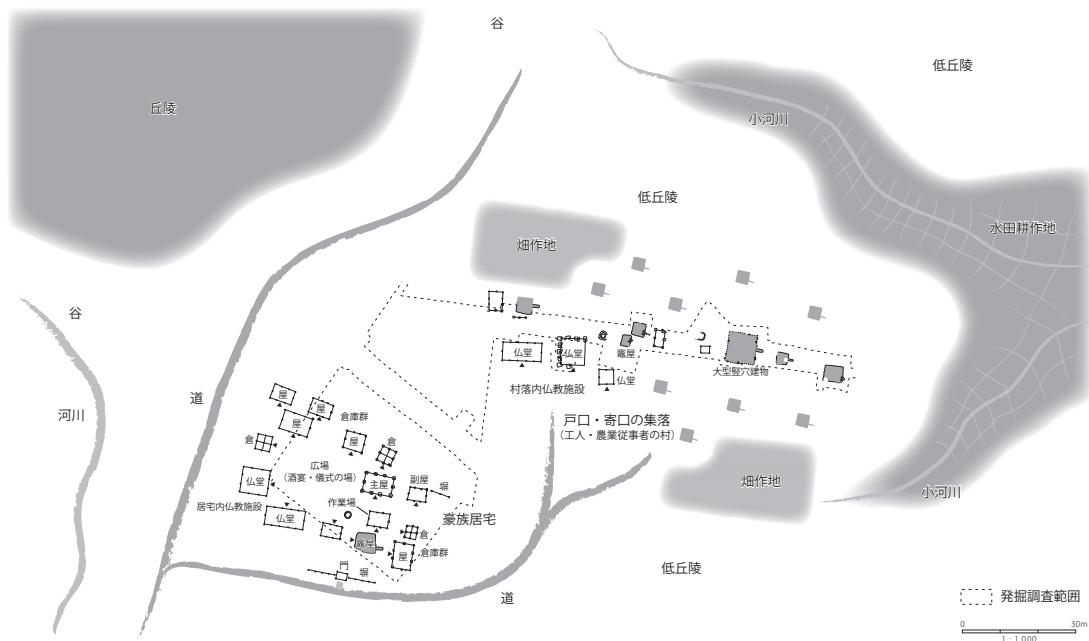 谷
低丘陵
丘陵
小河川
低丘陵
水田耕作地
畑作地
谷
仏堂
仏堂
竈屋
大型竪穴建物
仏堂
村落内仏教施設
道
河川
屋
屋
屋
倉庫群
戸口・寄口の集落
(工人・農業従事者の村)
倉
屋
倉
広場
(酒宴・儀式の場)
主屋
副屋
塀
畑作地
小河川
仏堂
居宅内仏教施設
作業場
仏堂
豪族居宅
竈屋
倉
屋
倉庫群
門
塀
道
低丘陵
発掘調査範囲
0 30m
1:1,000